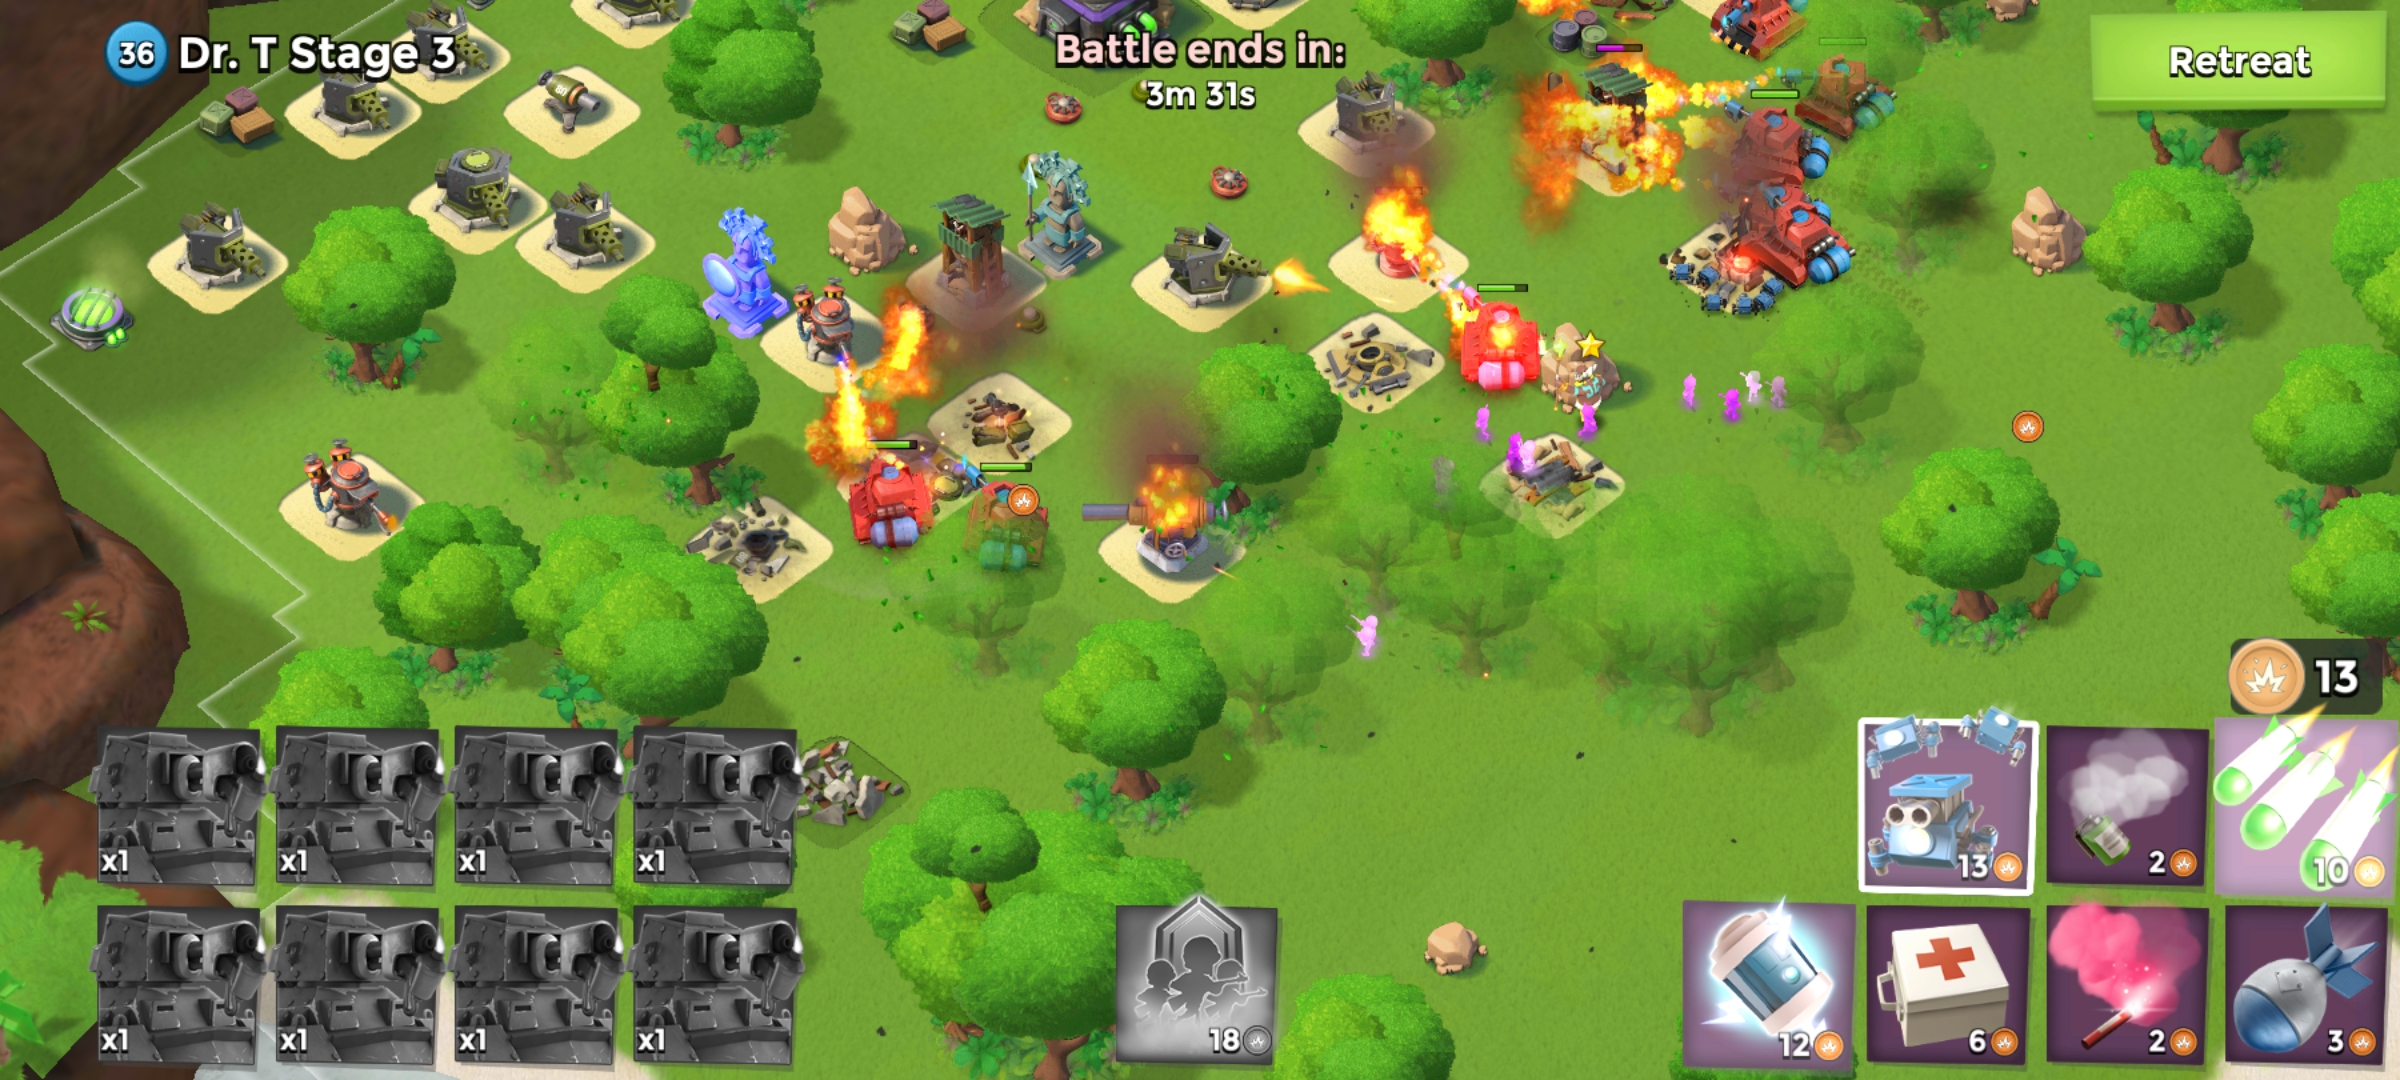 36 Dr. T Stage 3
Battle ends in:
3m 31s
Retreat
13
x1 x1 x1 x1
13 2 10
x1 x1 x1 x1
18
12 6 2 3